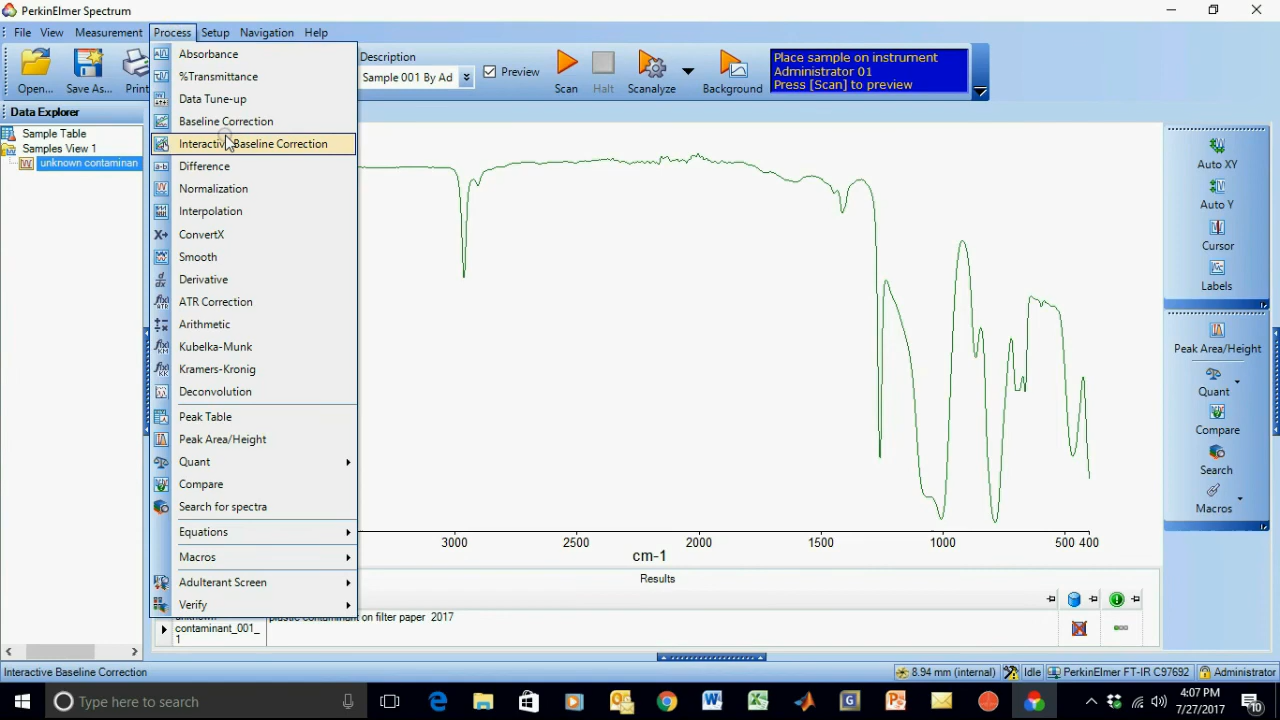 PerkinElmer Spectrum
File View Measurement Process Setup Navigation Help
Open... Save As... Print
Description
Sample 001 By Ad
Preview
Scan Halt Scanalyze Background
Place sample on instrument
Administrator 01
Press [Scan] to preview
Data Explorer
Sample Table
Samples View 1
unknown contaminan
Absorbance
%Transmittance
Data Tune-up
Baseline Correction
Interactive Baseline Correction
Difference
Normalization
Interpolation
ConvertX
Smooth
Derivative
ATR Correction
Arithmetic
Kubelka-Munk
Kramers-Kronig
Deconvolution
Peak Table
Peak Area/Height
Quant
Compare
Search for spectra
Equations
Macros
Adulterant Screen
Verify
3000 2500 2000 1500 1000 500 400
cm-1
Auto XY
Auto Y
Cursor
Labels
Peak Area/Height
Quant
Compare
Search
Macros
Results
unknown
contaminant_001_
1
plastic contaminant on filter paper 2017
Interactive Baseline Correction
8.94 mm (internal) Idle PerkinElmer FT-IR C97692 Administrator
Type here to search
4:07 PM
7/27/2017
10